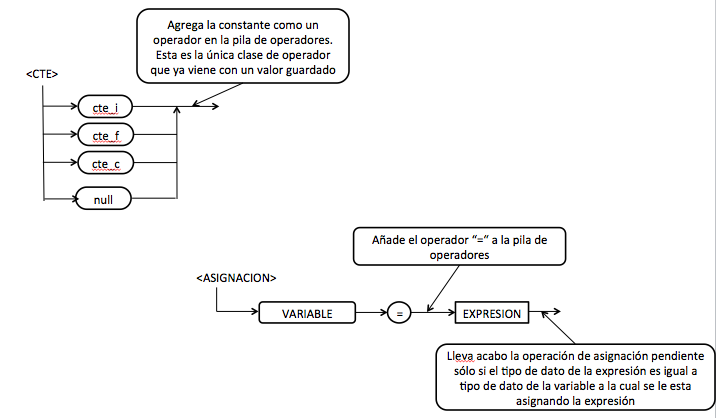 Agrega la constante como un
operador en la pila de operadores.
Esta es la única clase de operador
que ya viene con un valor guardado
<CTE>
cte_i
cte_f
cte_c
null
Añade el operador “=” a la pila de
operadores
<ASIGNACION>
VARIABLE
=
EXPRESION
Lleva acabo la operación de asignación pendiente
sólo si el tipo de dato de la expresión es igual a
tipo de dato de la variable a la cual se le esta
asignando la expresión